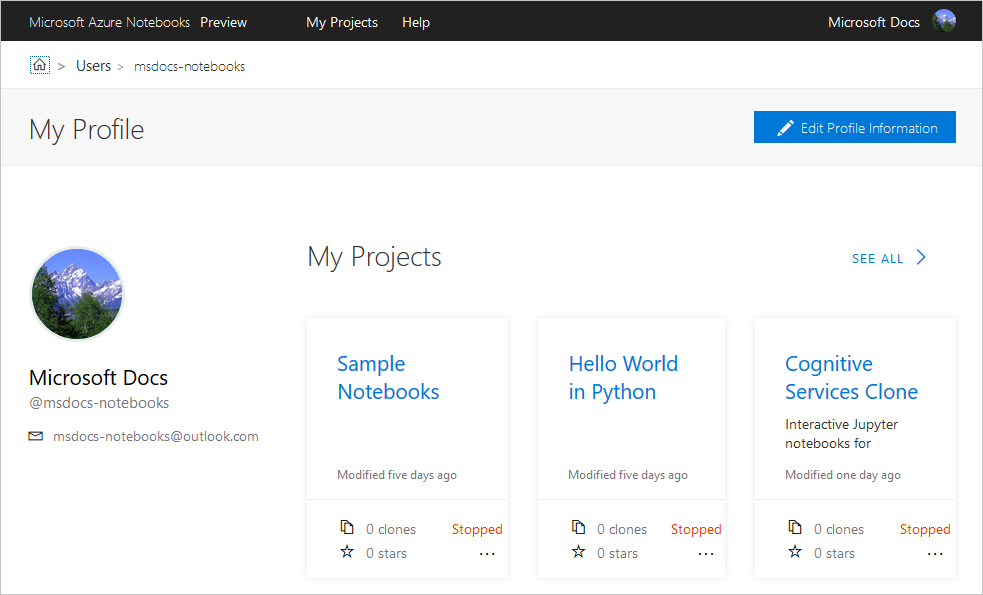 Microsoft Azure Notebooks Preview My Projects Help Microsoft Docs
> Users > msdocs-notebooks
My Profile
Edit Profile Information
My Projects
SEE ALL
Microsoft Docs
@msdocs-notebooks
msdocs-notebooks@outlook.com
Sample
Notebooks
Modified five days ago
0 clones Stopped
0 stars ...
Hello World
in Python
Modified five days ago
0 clones Stopped
0 stars ...
Cognitive
Services Clone
Interactive Jupyter
notebooks for
Modified one day ago
0 clones Stopped
0 stars ...